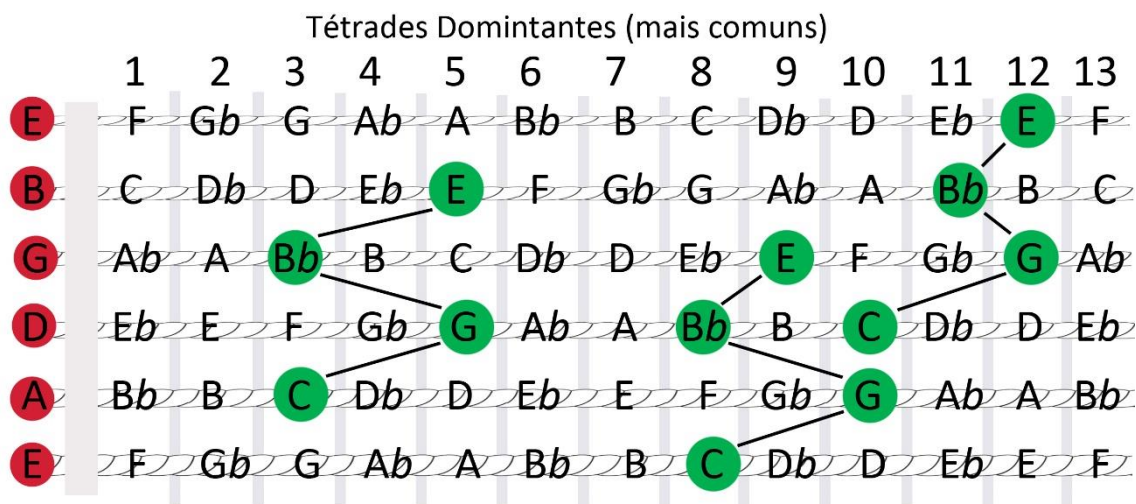 Tétrades Domintantes (mais comuns)
1 2 3 4 5 6 7 8 9 10 11 12 13
E F Gb G Ab A Bb B C Db D Eb E F
B C Db D Eb E F Gb G Ab A Bb B C
G Ab A Bb B C Db D Eb E F Gb G Ab
D Eb E F Gb G Ab A Bb B C Db D Eb
A Bb B C Db D Eb E F Gb G Ab A Bb
E F Gb G Ab A Bb B C Db D Eb E F